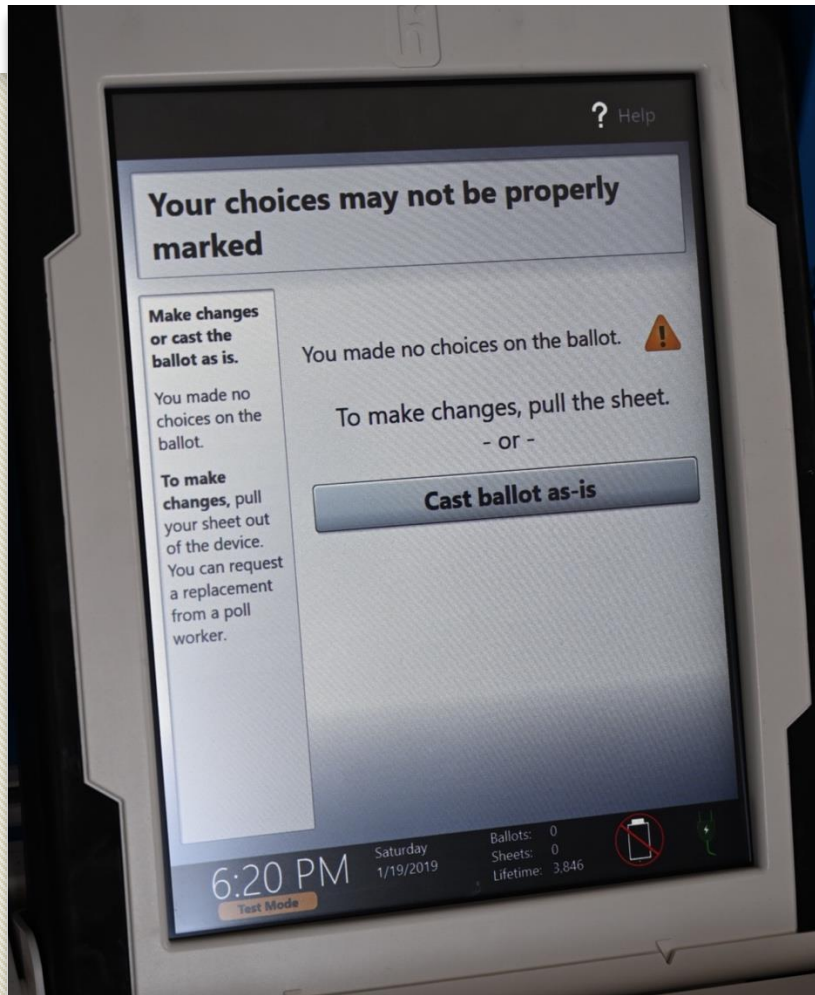 ? Help
Your choices may not be properly
marked
Make changes
or cast the
ballot as is.
You made no
choices on the
ballot.
To make
changes, pull
your sheet out
of the device.
You can request
a replacement
from a poll
worker.
You made no choices on the ballot.
To make changes, pull the sheet.
- or -
Cast ballot as-is
6:20 PM
Test Mode
Saturday
1/19/2019
Ballots: 0
Sheets: 0
Lifetime: 3,846